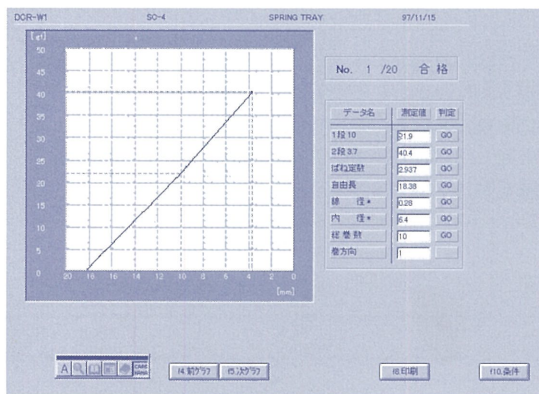 DCR-W1 SO-4 SPRING TRAY 97/11/15
[gf]
50
45
40
35
30
25
20
15
10
5
0
20 18 16 14 12 10 8 6 4 2 0
[mm]
No. 1 /20 合格
データ名 測定値 判定
1段10 21.9 GO
2段3.7 40.4 GO
ばね定数 2.937 GO
自由長 18.38 GO
線 径* 0.28 GO
内 径* 6.4 GO
総巻数 10 GO
巻方向 1
A
f4.前グラフ f5.次グラフ f8.印刷 f10.条件